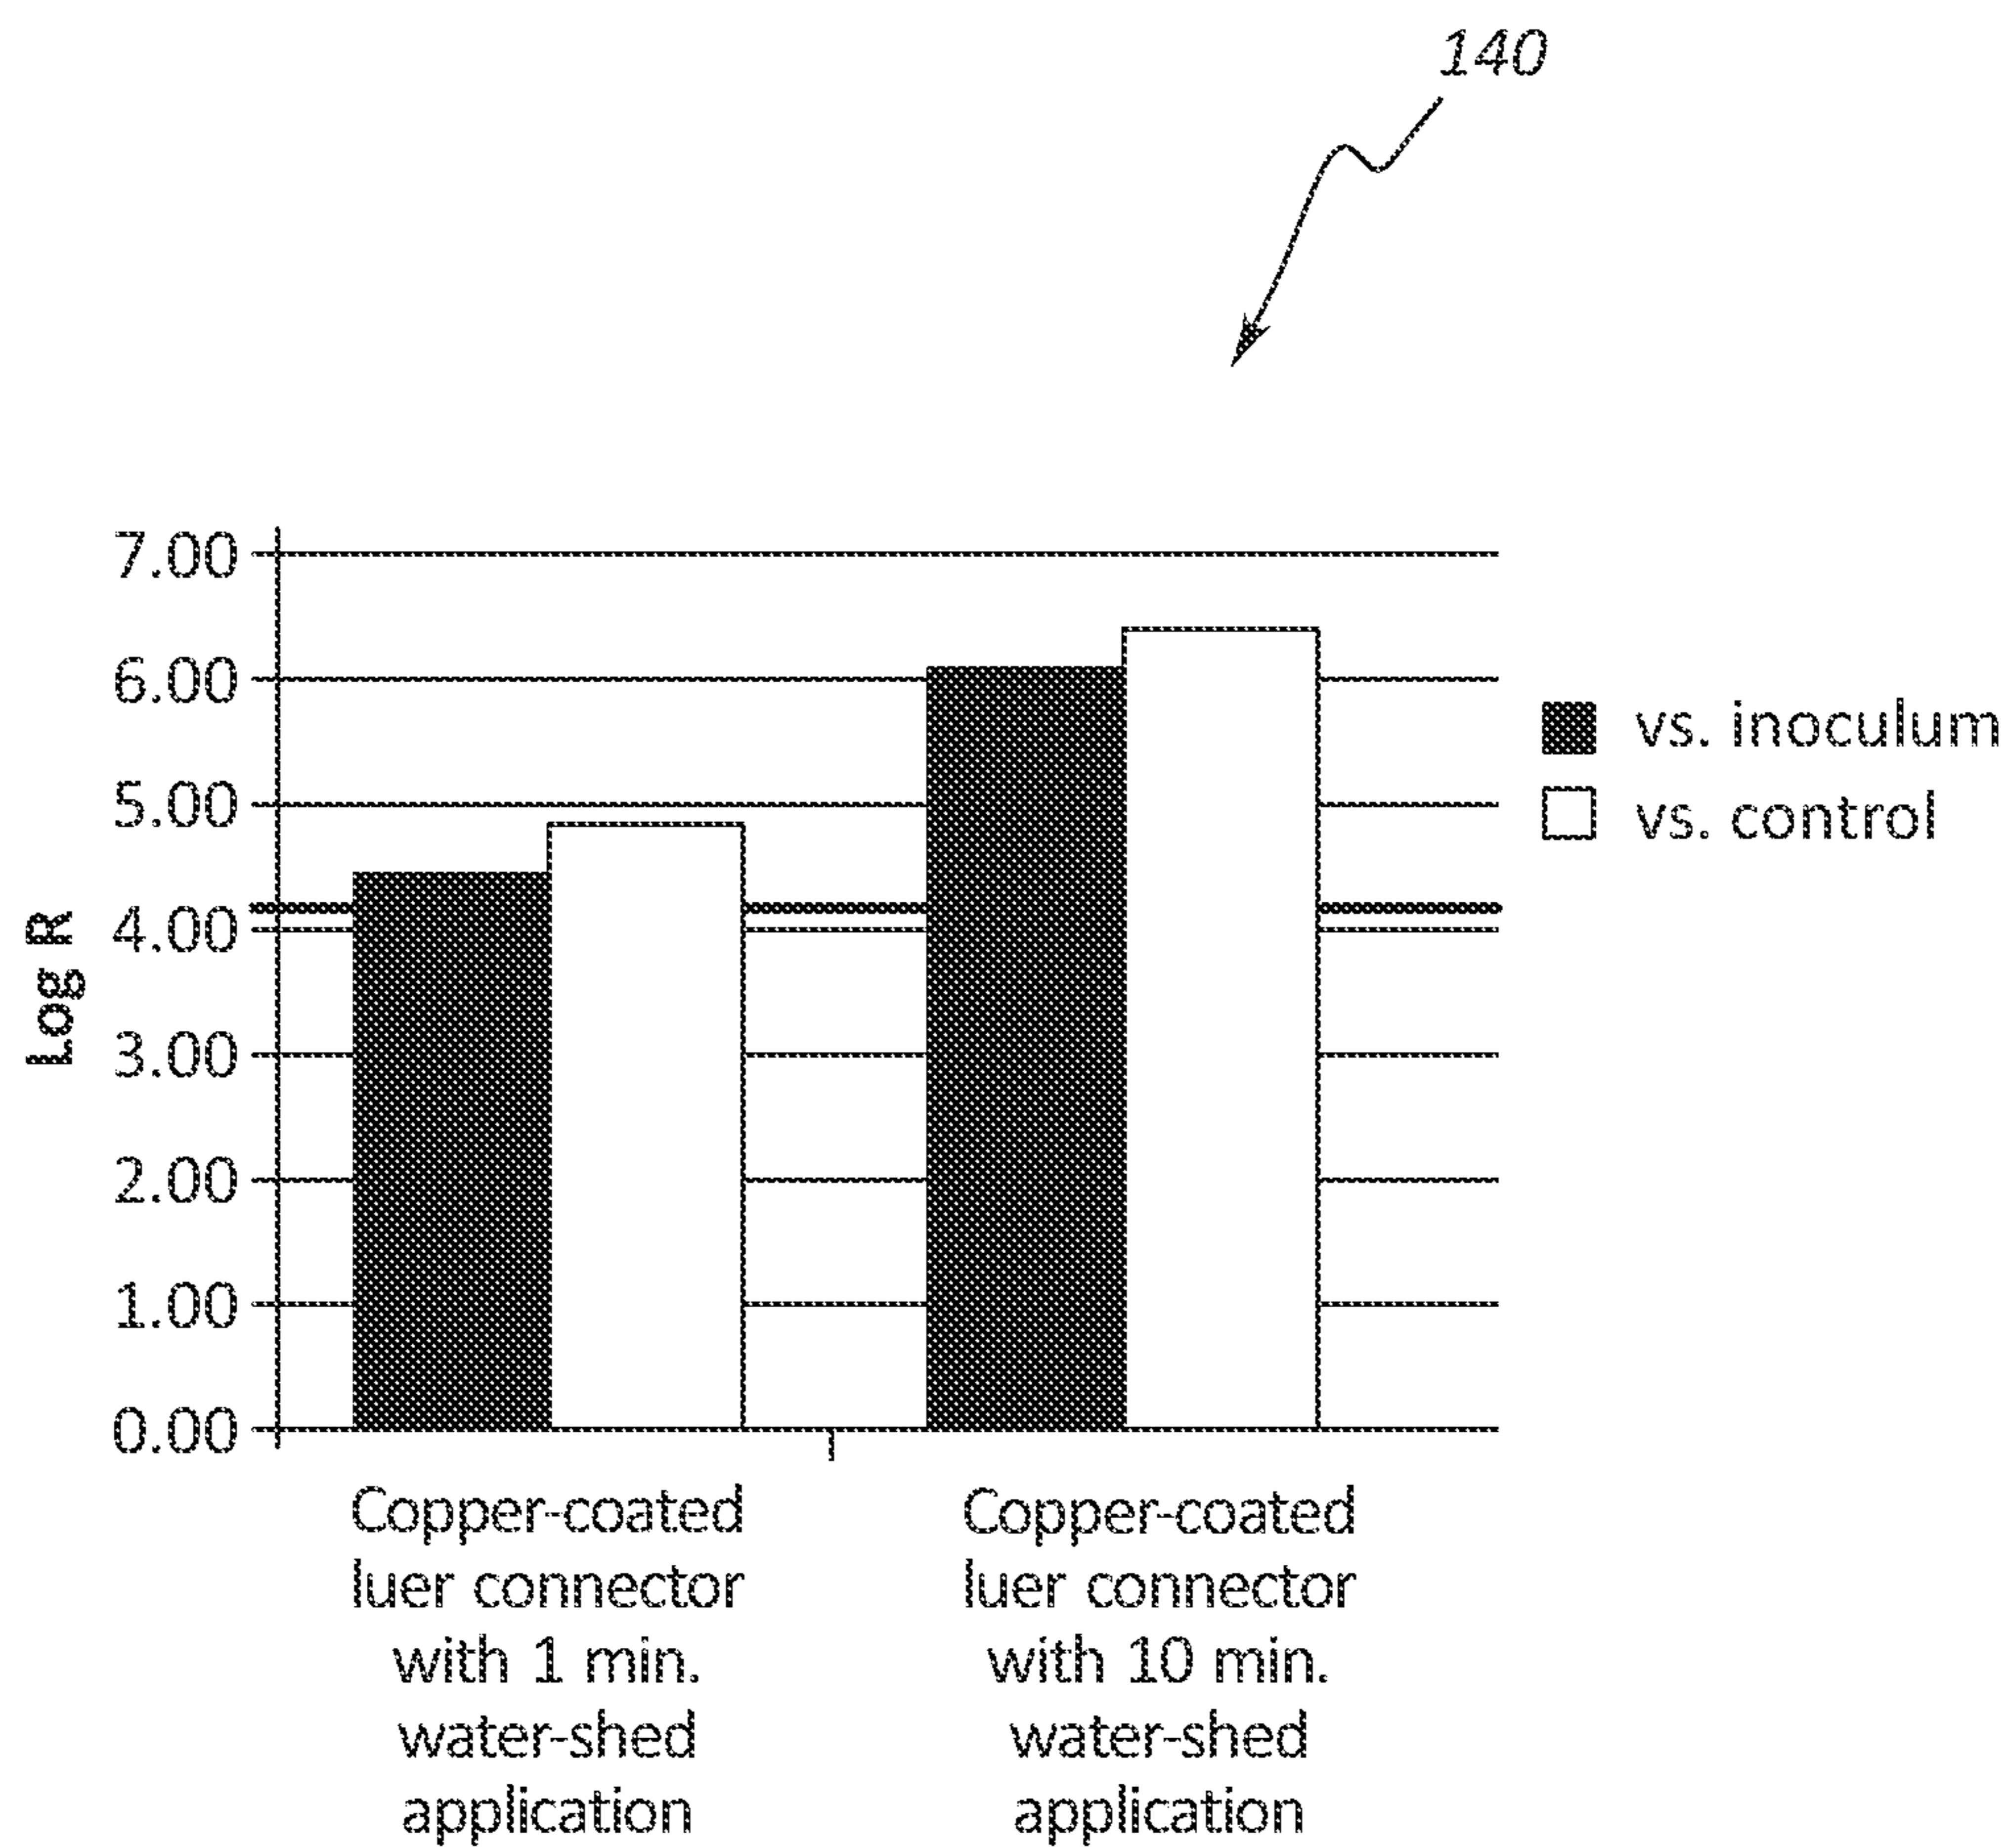 140
7.00
6.00
5.00
4.00
3.00
2.00
1.00
0.00
Log R
vs. inoculum
vs. control
Copper-coated
luer connector
with 1 min.
water-shed
application
Copper-coated
luer connector
with 10 min.
water-shed
application